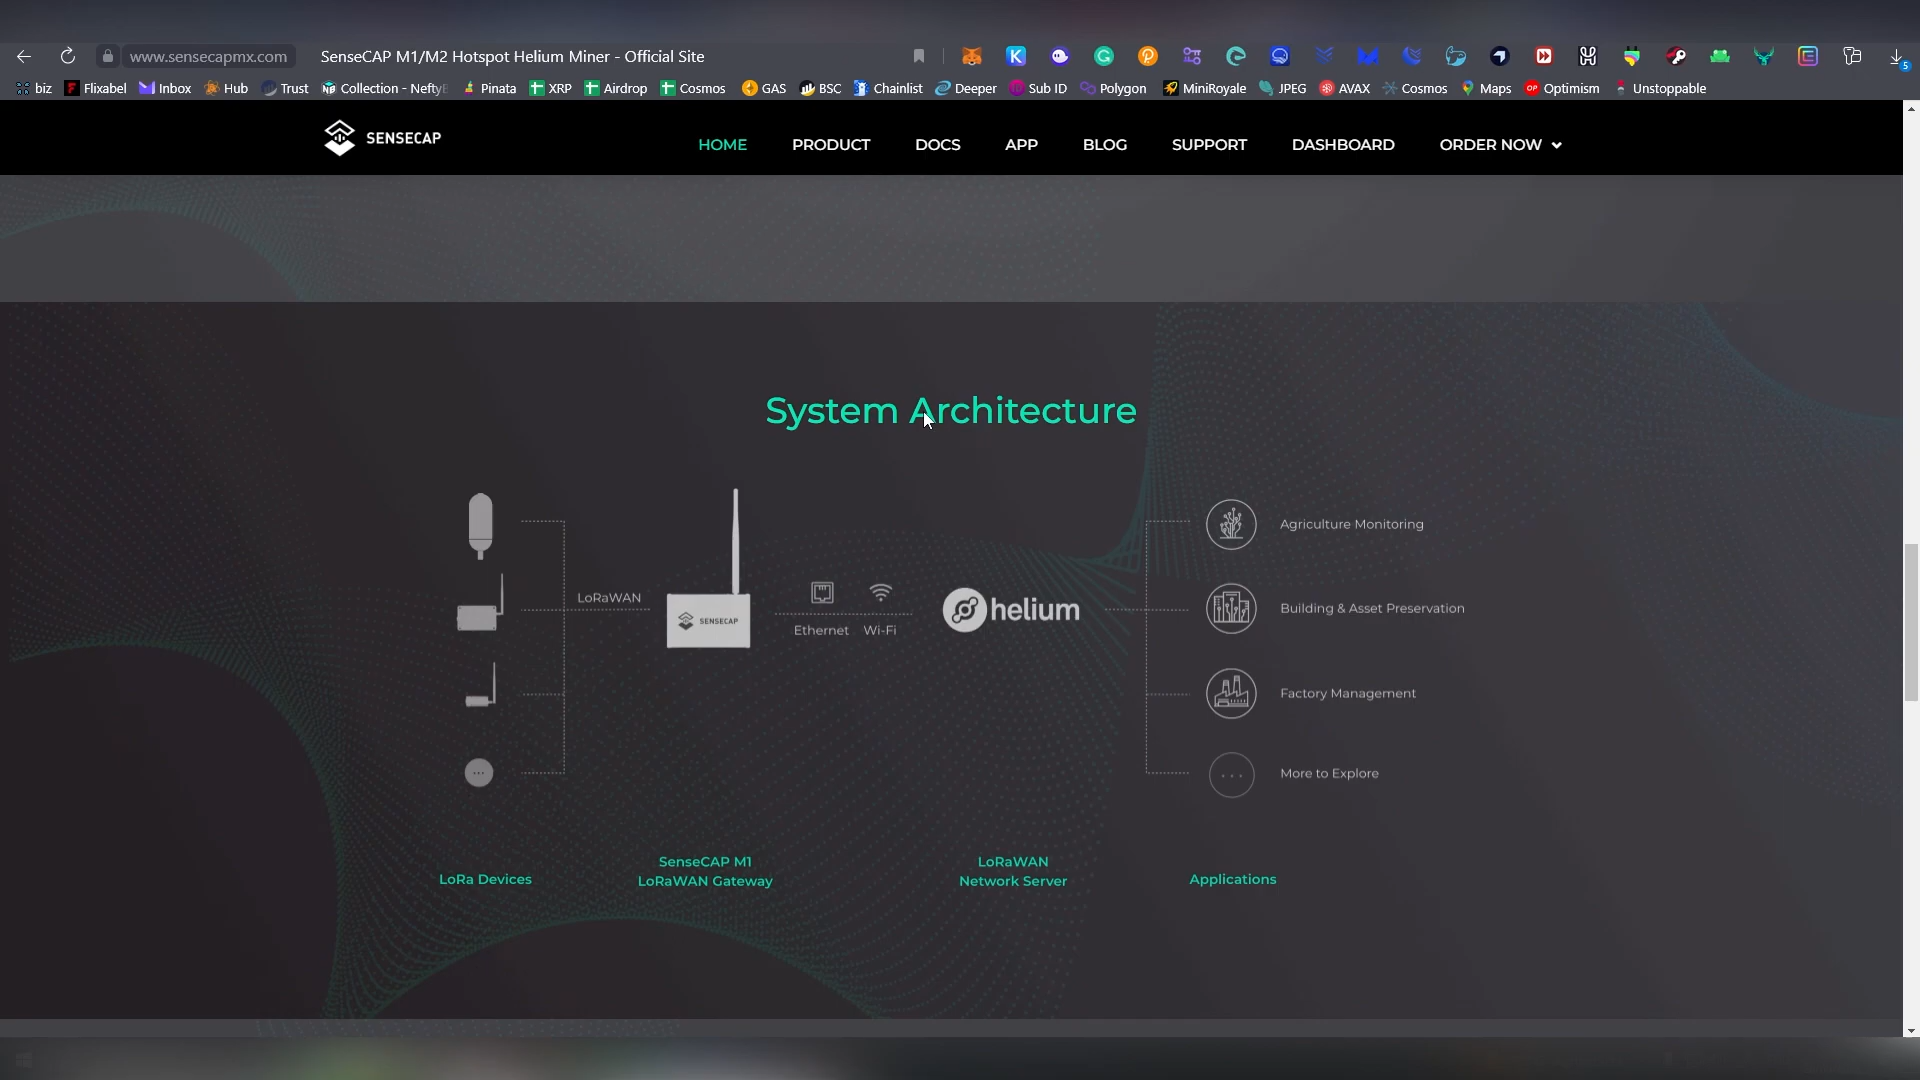 www.sensecapmx.com SenseCAP M1/M2 Hotspot Helium Miner - Official Site
biz Flixabel Inbox Hub Trust Collection - Nefty Pinata XRP Airdrop Cosmos GAS BSC Chainlist Deeper Sub ID Polygon MiniRoyale JPEG AVAX Cosmos Maps Optimism Unstoppable
SENSECAP HOME PRODUCT DOCS APP BLOG SUPPORT DASHBOARD ORDER NOW
System Architecture
Agriculture Monitoring
LoRaWAN
SENSECAP
Ethernet Wi-Fi
helium
Building & Asset Preservation
Factory Management
More to Explore
LoRa Devices
SenseCAP M1
LoRaWAN Gateway
LoRaWAN
Network Server
Applications